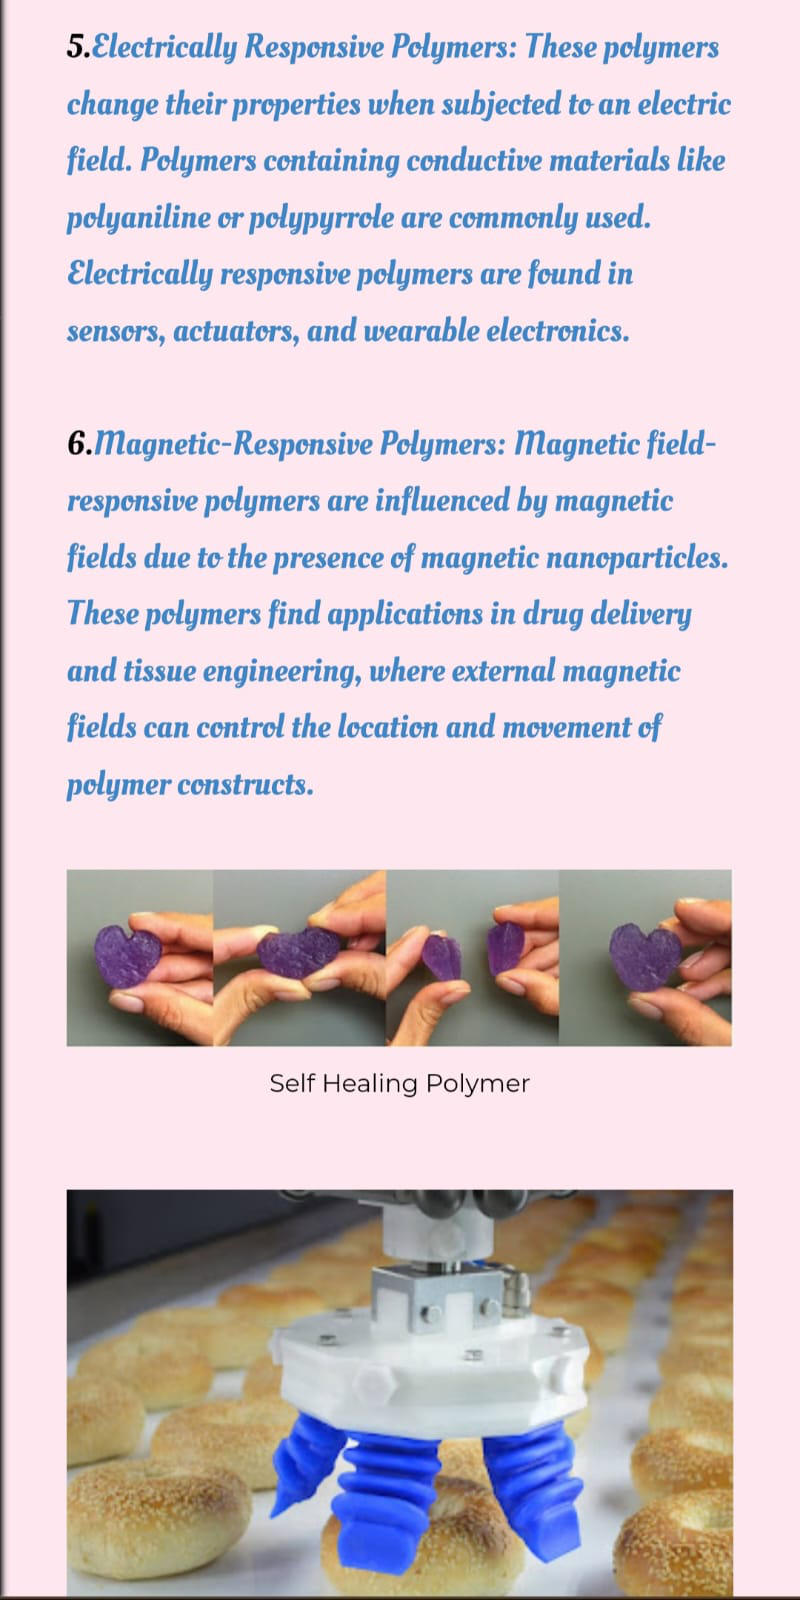 5.Electrically Responsive Polymers: These polymers
change their properties when subjected to an electric
field. Polymers containing conductive materials like
polyaniline or polypyrrole are commonly used.
Electrically responsive polymers are found in
sensors, actuators, and wearable electronics.
6.Magnetic-Responsive Polymers: Magnetic field-
responsive polymers are influenced by magnetic
fields due to the presence of magnetic nanoparticles.
These polymers find applications in drug delivery
and tissue engineering, where external magnetic
fields can control the location and movement of
polymer constructs.
Self Healing Polymer